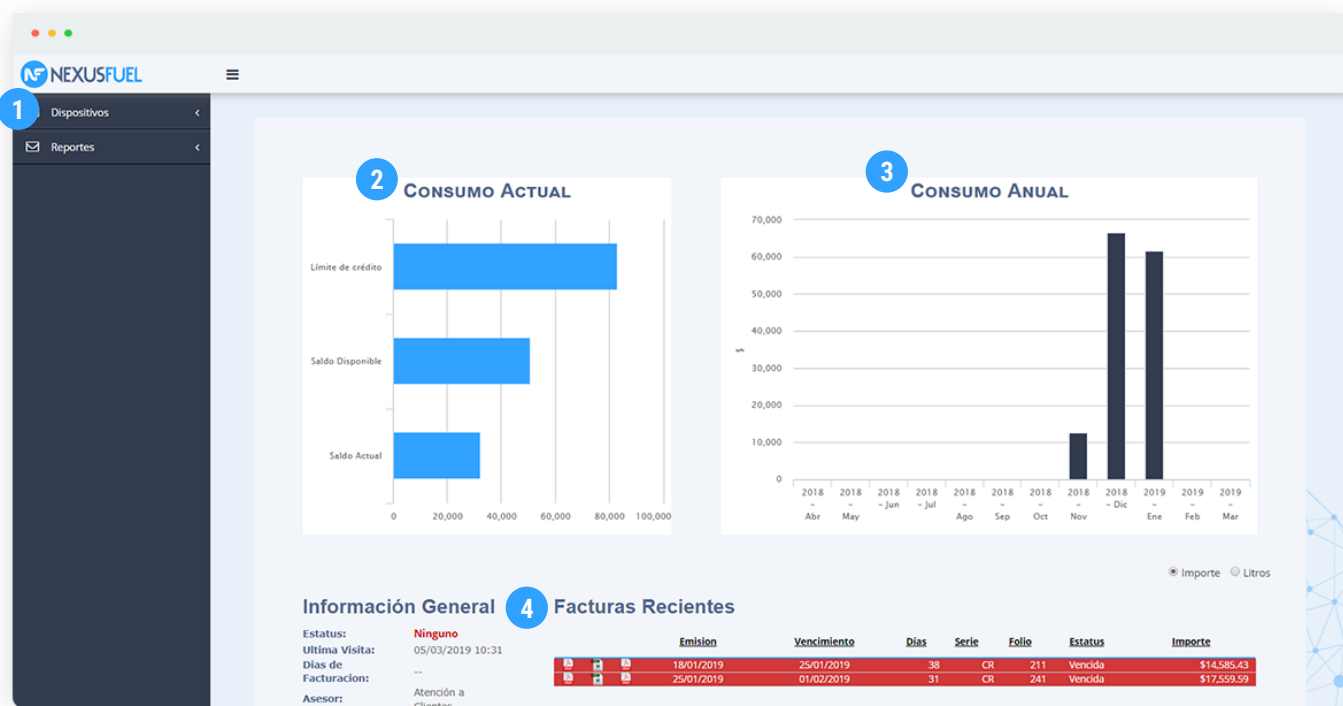 NEXUSFUEL
1
Dispositivos
Reportes
2
CONSUMO ACTUAL
Límite de crédito
Saldo Disponible
Saldo Actual
0 20,000 40,000 60,000 80,000 100,000
3
CONSUMO ANUAL
70,000
60,000
50,000
40,000
$
30,000
20,000
10,000
0
2018 - Abr
2018 - May
2018 - Jun
2018 - Jul
2018 - Ago
2018 - Sep
2018 - Oct
2018 - Nov
2018 - Dic
2019 - Ene
2019 - Feb
2019 - Mar
Importe Litros
Información General
Estatus: Ninguno
Ultima Visita: 05/03/2019 10:31
Dias de Facturacion: --
Asesor: Atención a
Clientes
4
Facturas Recientes
Emision Vencimiento Días Serie Folio Estatus Importe
18/01/2019 25/01/2019 38 CR 211 Vencida $14,585.43
25/01/2019 01/02/2019 31 CR 241 Vencida $17,559.59